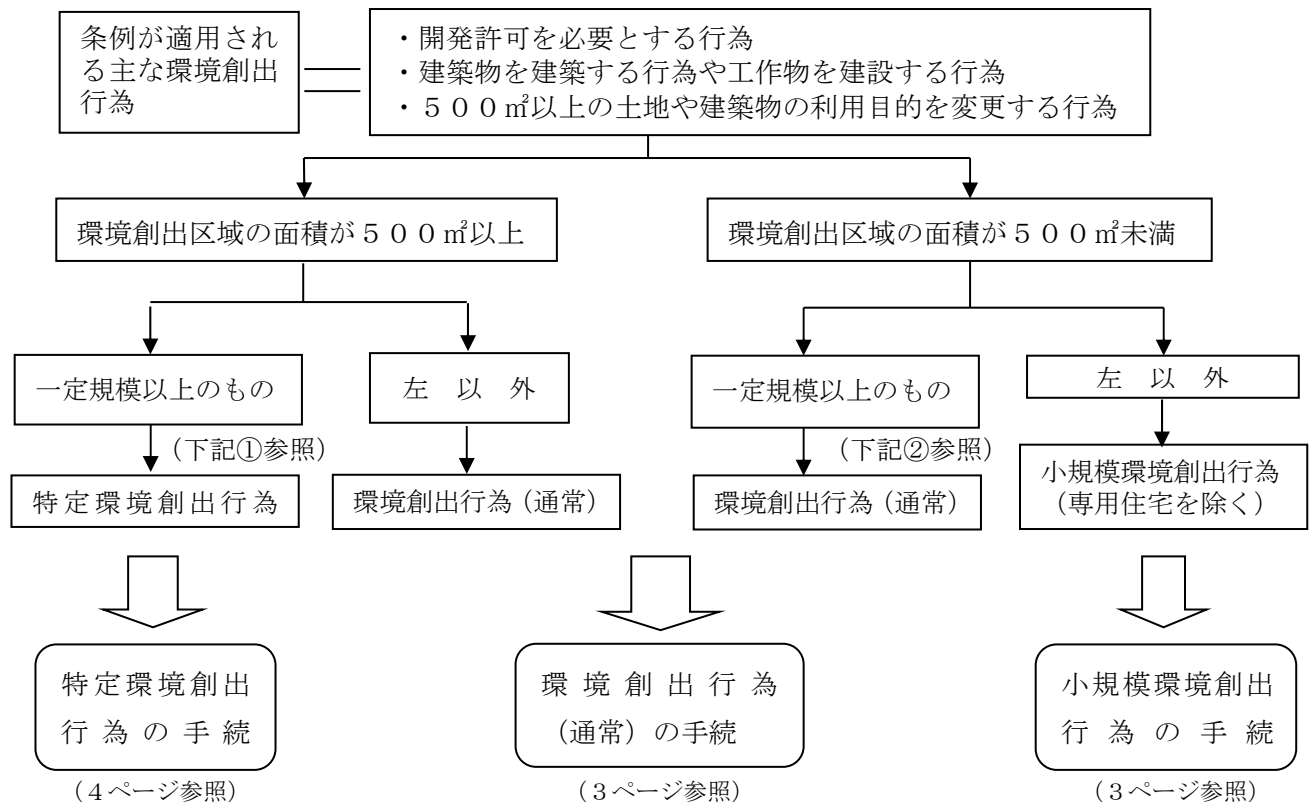 条例が適用され
る主な環境創出
行為
・開発許可を必要とする行為
・建築物を建築する行為や工作物を建設する行為
・５００㎡以上の土地や建築物の利用目的を変更する行為
環境創出区域の面積が５００㎡以上
環境創出区域の面積が５００㎡未満
一定規模以上のもの
左　以　外
一定規模以上のもの
左　以　外
（下記①参照）
（下記②参照）
特定環境創出行為
環境創出行為（通常）
環境創出行為（通常）
小規模環境創出行為
（専用住宅を除く）
特定環境創出
行為の手続
環境創出行為
（通常）の手続
小規模環境創出
行為の手続
（４ページ参照）
（３ページ参照）
（３ページ参照）